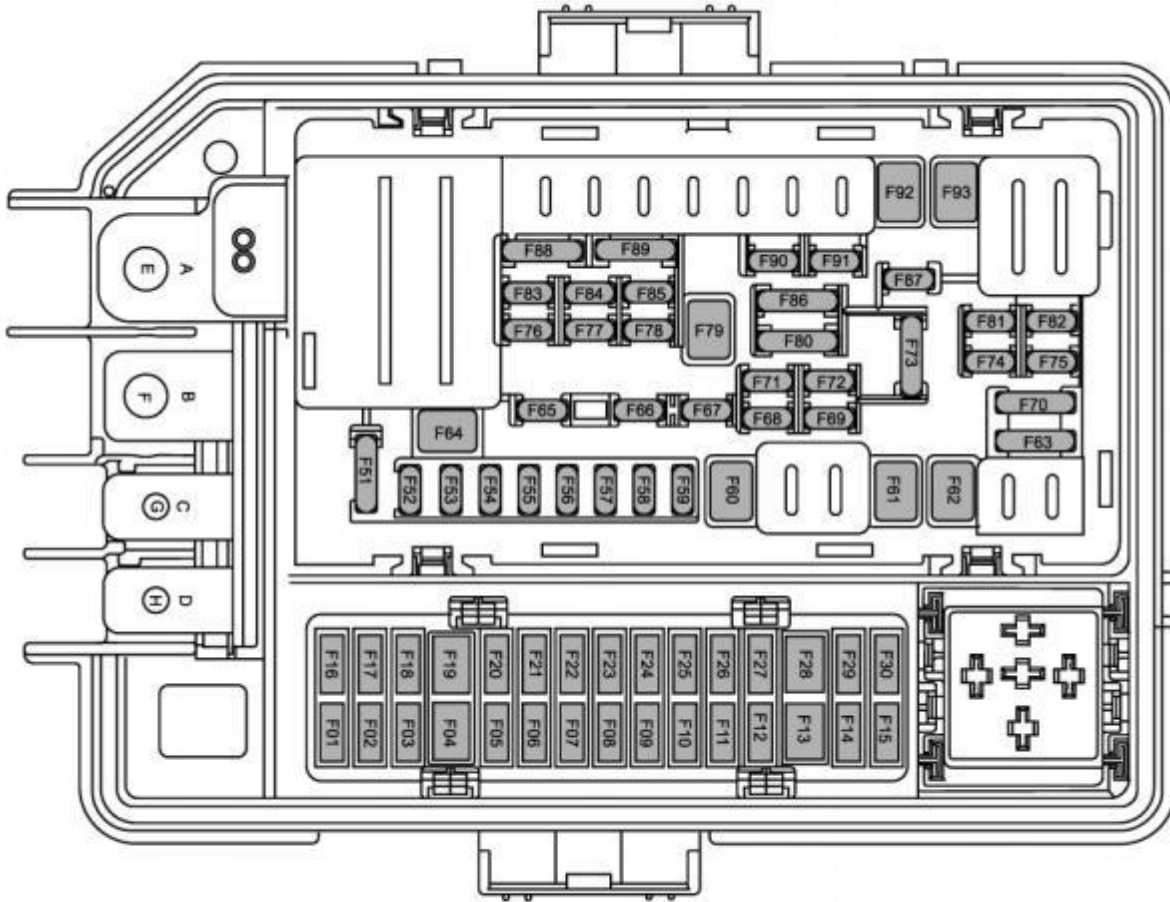 F92 F93
E A 8
F88 F89
F90 F91
F87
F83 F84 F85 F86
F76 F77 F78 F79 F80 F81 F82
F73 F74 F75
F71 F72
F B
F65 F66 F67 F68 F69 F70
F64 F63
F51 F52 F53 F54 F55 F56 F57 F58 F59 F60 F61 F62
G C
H D
F16 F17 F18 F19 F20 F21 F22 F23 F24 F25 F26 F27 F28 F29 F30
F01 F02 F03 F04 F05 F06 F07 F08 F09 F10 F11 F12 F13 F14 F15